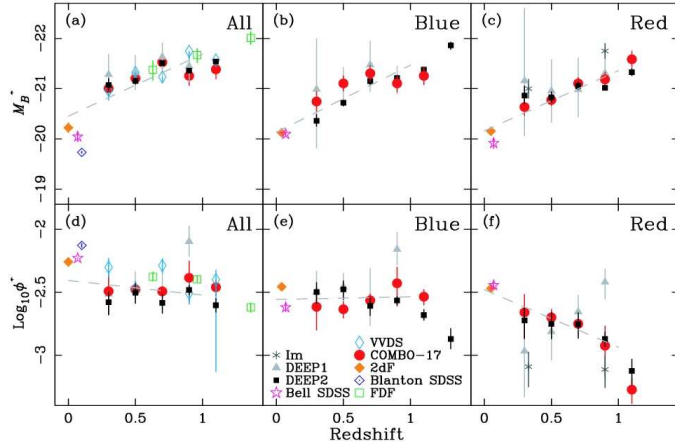 (a) All (b) Blue (c) Red
-22
-21
-20
-19
M_B^*
(d) All (e) Blue (f) Red
-2
-2.5
-3
Log10ϕ*
VVDS
Im COMBO-17
DEEP1 2dF
DEEP2 Blanton SDSS
Bell SDSS FDF
0 0.5 1 0 0.5 1 0 0.5 1
Redshift